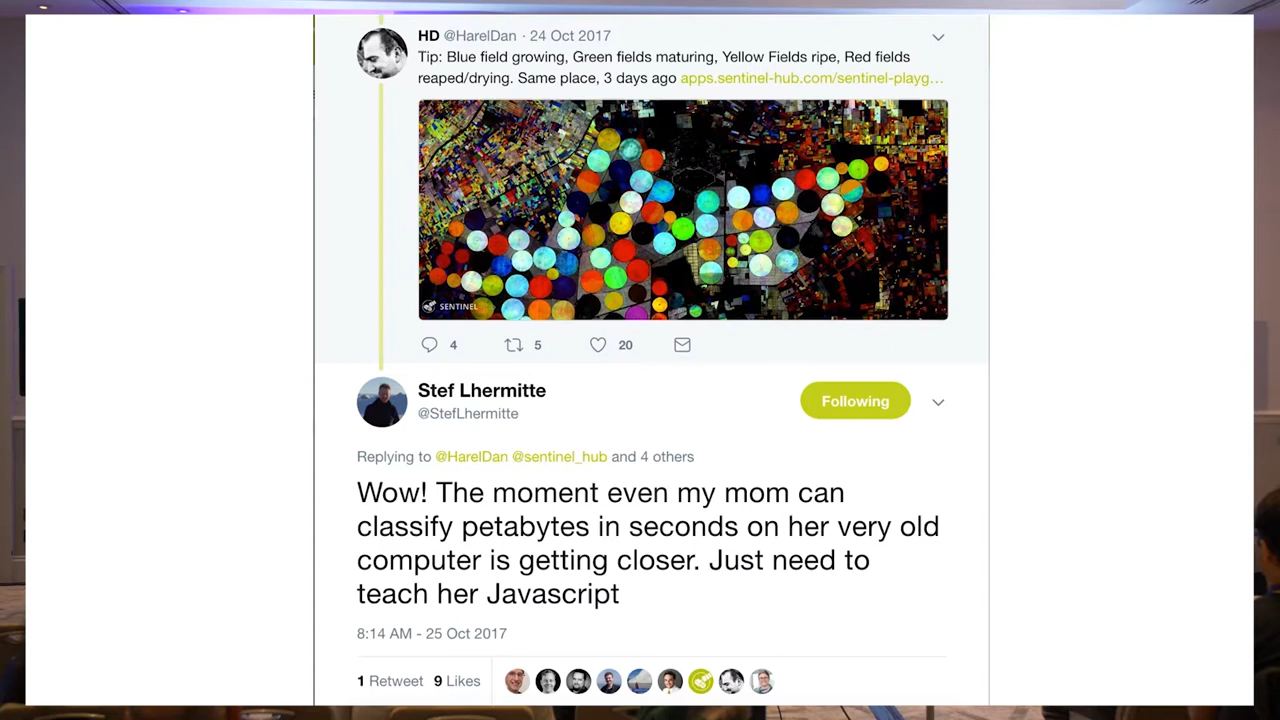 HD @HarelDan · 24 Oct 2017
Tip: Blue field growing, Green fields maturing, Yellow Fields ripe, Red fields
reaped/drying. Same place, 3 days ago apps.sentinel-hub.com/sentinel-playg…
SENTINEL
4 5 20
Stef Lhermitte
@StefLhermitte
Following
Replying to @HarelDan @sentinel_hub and 4 others
Wow! The moment even my mom can
classify petabytes in seconds on her very old
computer is getting closer. Just need to
teach her Javascript
8:14 AM - 25 Oct 2017
1 Retweet 9 Likes